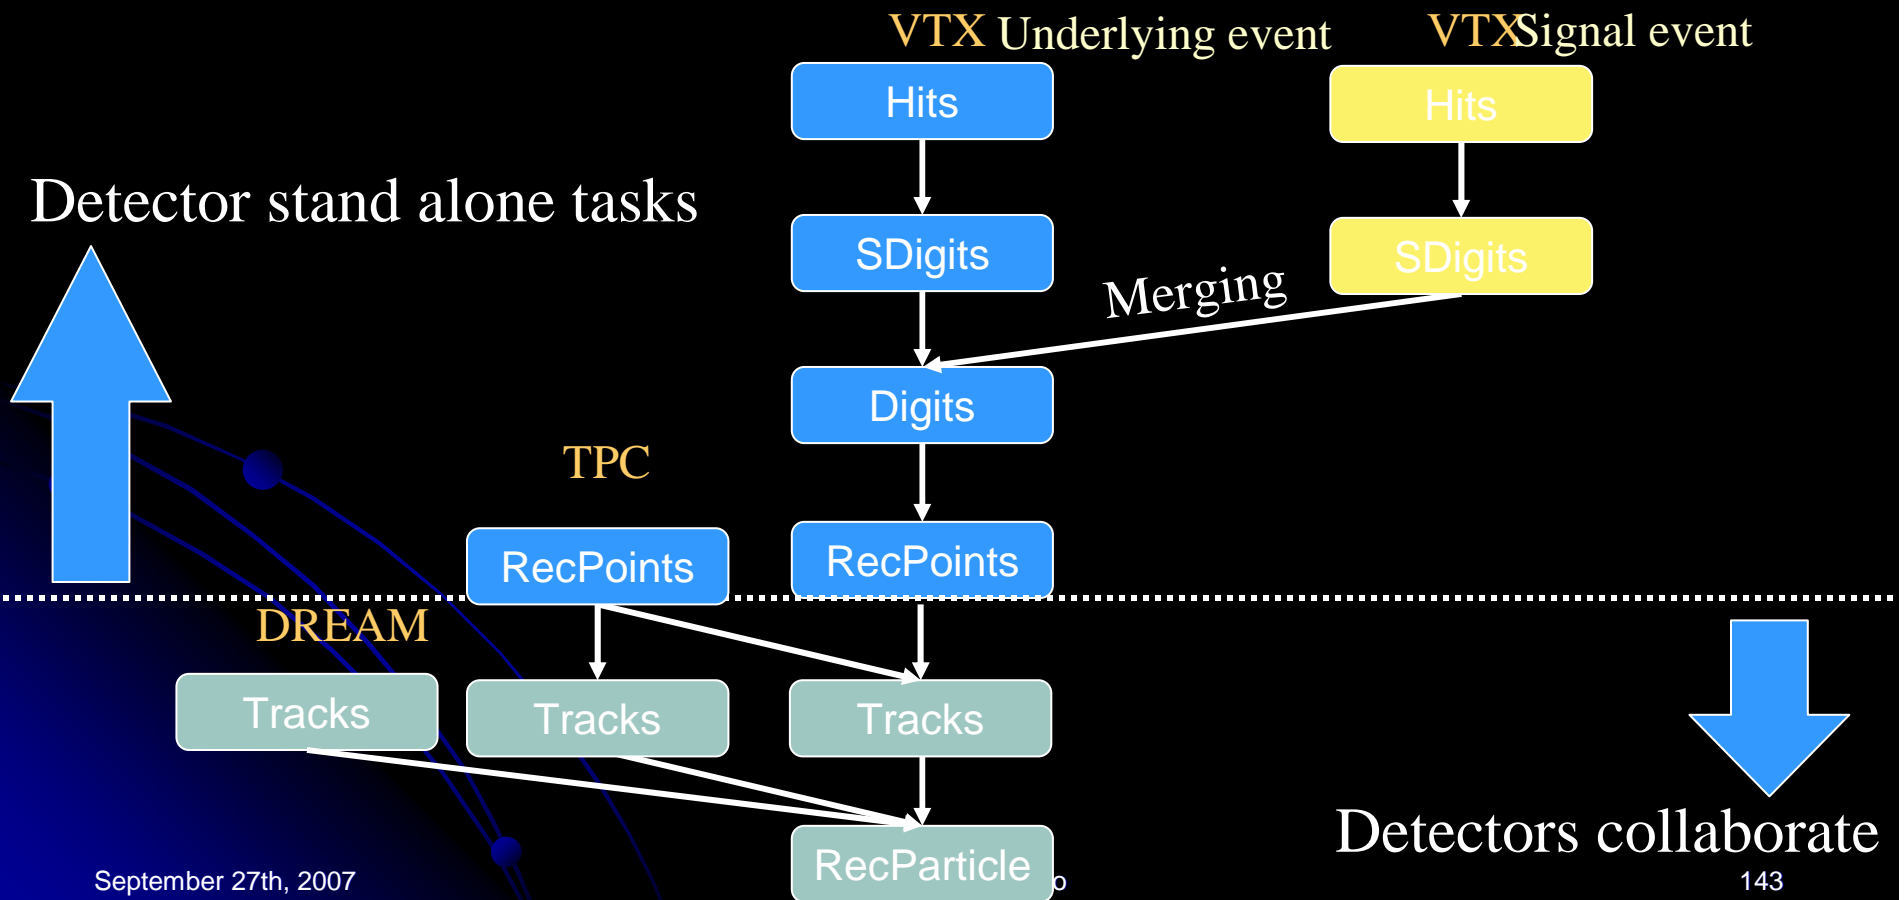 VTX Underlying event
VTX Signal event
Hits
Hits
Detector stand alone tasks
SDigits
SDigits
Merging
Digits
TPC
RecPoints
RecPoints
DREAM
Tracks
Tracks
Tracks
Detectors collaborate
RecParticle
September 27th, 2007
143